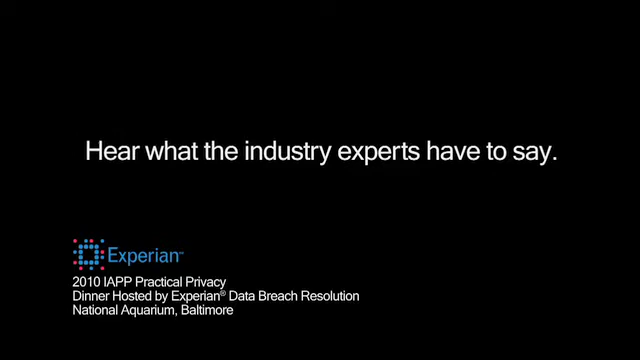 Hear what the industry experts have to say.
Experian™
2010 IAPP Practical Privacy
Dinner Hosted by Experian® Data Breach Resolution
National Aquarium, Baltimore